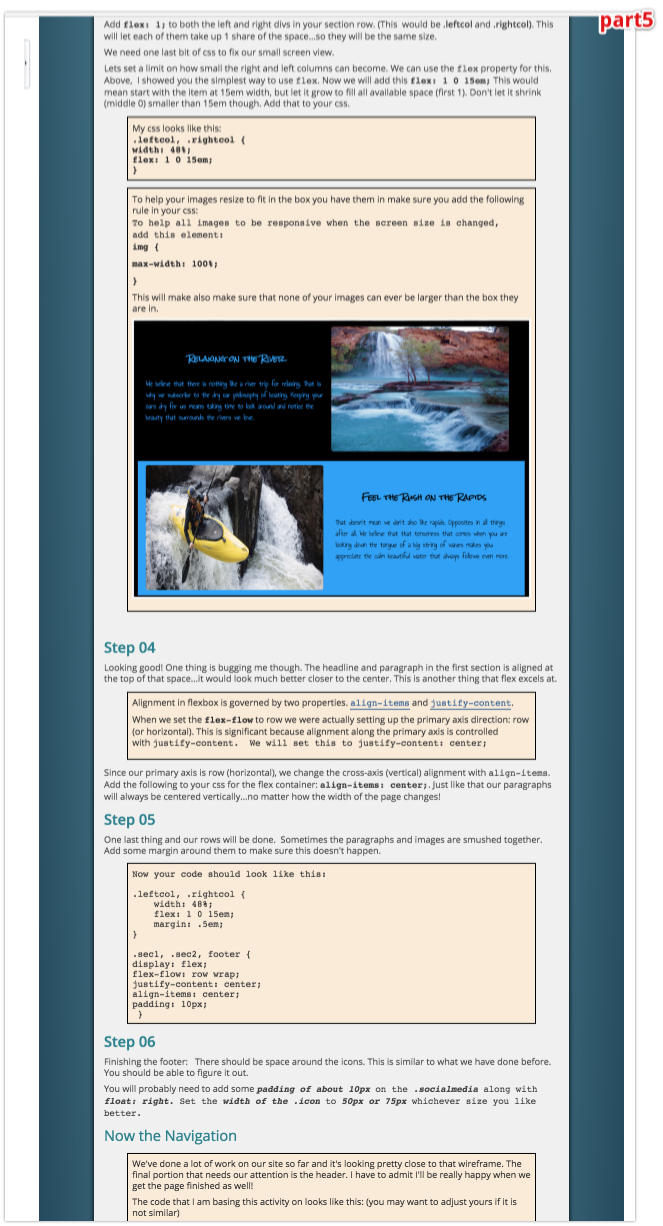 part5
Add flex: 1; to both the left and right divs in your section row. (This  would be .leftcol and .rightcol). This
will let each of them take up 1 share of the space...so they will be the same size.
We need one last bit of css to fix our small screen view.
Lets set a limit on how small the right and left columns can become. We can use the flex property for this.
Above,  I showed you the simplest way to use flex. Now we will add this flex: 1 0 15em; This would
mean start with the item at 15em width, but let it grow to fill all available space (first 1). Don't let it shrink
(middle 0) smaller than 15em though. Add that to your css.
My css looks like this:
.leftcol, .rightcol {
width: 48%;
flex: 1 0 15em;
}
To help your images resize to fit in the box you have them in make sure you add the following
rule in your css:
To help all images to be responsive when the screen size is changed,
add this element:
img {
max-width: 100%;
}
This will make also make sure that none of your images can ever be larger than the box they
are in.
Relaxing on the River
We believe that there is nothing like a river trip for relaxing. That is
why we subscribe to the dry oar philosophy of boating. Keeping your
oars dry for us means taking time to look around and notice the
beauty that surrounds the rivers we love.
Feel the Rush on the Rapids
That doesn't mean we don't also like rapids. Opposites in all things
after all. We believe that that tenseness that comes when you are
looking down the tongue of a big string of waves makes you
appreciate the calm beautiful water that always follows even more.
Step 04
Looking good! One thing is bugging me though. The headline and paragraph in the first section is aligned at
the top of that space...it would look much better closer to the center. This is another thing that flex excels at.
Alignment in flexbox is governed by two properties. align-items and justify-content.
When we set the flex-flow to row we were actually setting up the primary axis direction: row
(or horizontal). This is significant because alignment along the primary axis is controlled
with justify-content.  We will set this to justify-content: center;
Since our primary axis is row (horizontal), we change the cross-axis (vertical) alignment with align-items.
Add the following to your css for the flex container: align-items: center;. Just like that our paragraphs
will always be centered vertically...no matter how the width of the page changes!
Step 05
One last thing and our rows will be done.  Sometimes the paragraphs and images are smushed together.
Add some margin around them to make sure this doesn't happen.
Now your code should look like this:
.leftcol, .rightcol {
width: 48%;
flex: 1 0 15em;
margin: .5em;
}
.sec1, .sec2, footer {
display: flex;
flex-flow: row wrap;
justify-content: center;
align-items: center;
padding: 10px;
}
Step 06
Finishing the footer:   There should be space around the icons. This is similar to what we have done before.
You should be able to figure it out.
You will probably need to add some padding of about 10px on the .socialmedia along with
float: right. Set the width of the .icon to 50px or 75px whichever size you like
better.
Now the Navigation
We've done a lot of work on our site so far and it's looking pretty close to that wireframe. The
final portion that needs our attention is the header. I have to admit I'll be really happy when we
get the page finished as well!
The code that I am basing this activity on looks like this: (you may want to adjust yours if it is
not similar)